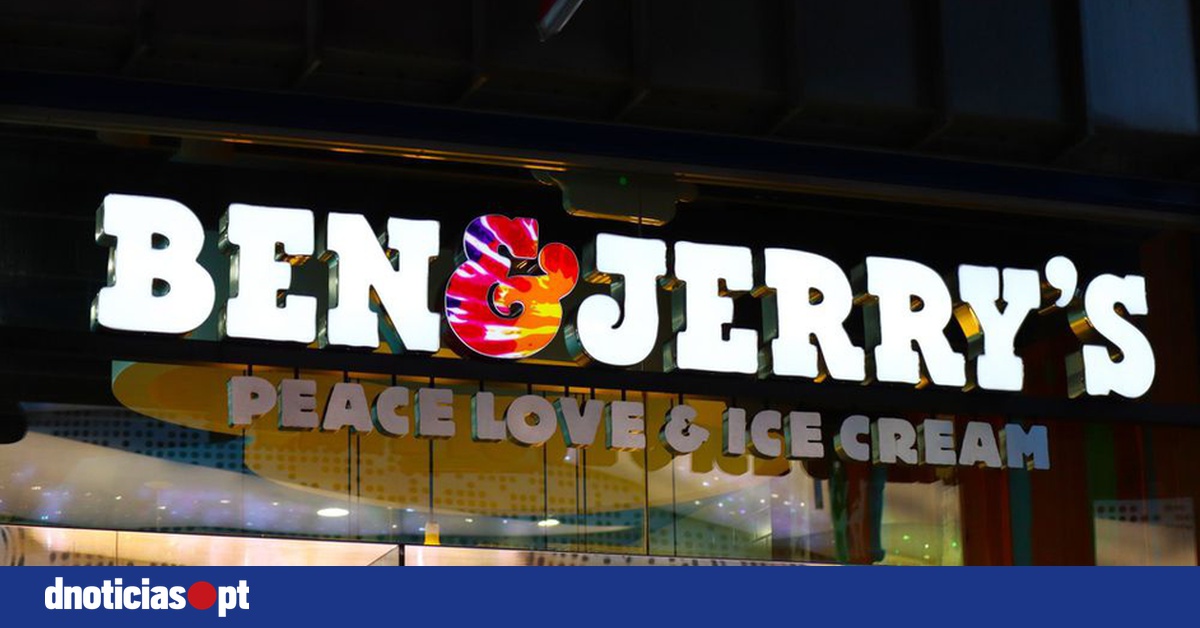 BEN & JERRY'S
PEACE LOVE & ICE CREAM
dnoticias.pt